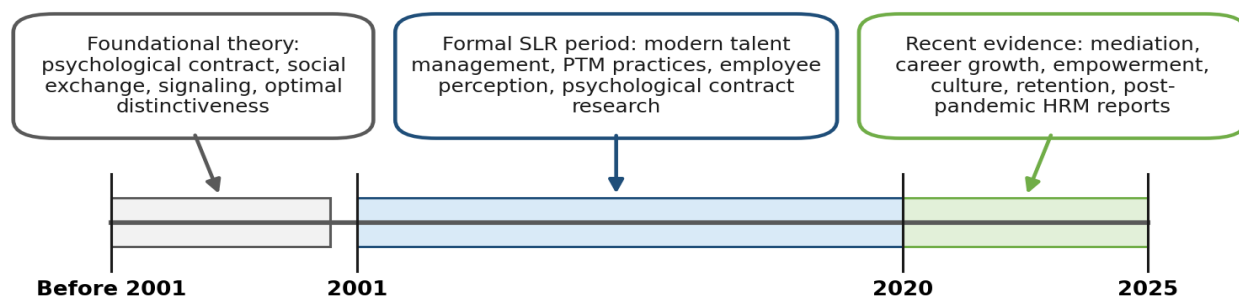 Foundational theory:
psychological contract, social
exchange, signaling, optimal
distinctiveness
Formal SLR period: modern talent
management, PTM practices, employee
perception, psychological contract
research
Recent evidence: mediation,
career growth, empowerment,
culture, retention, post-
pandemic HRM reports
Before 2001
2001
2020
2025